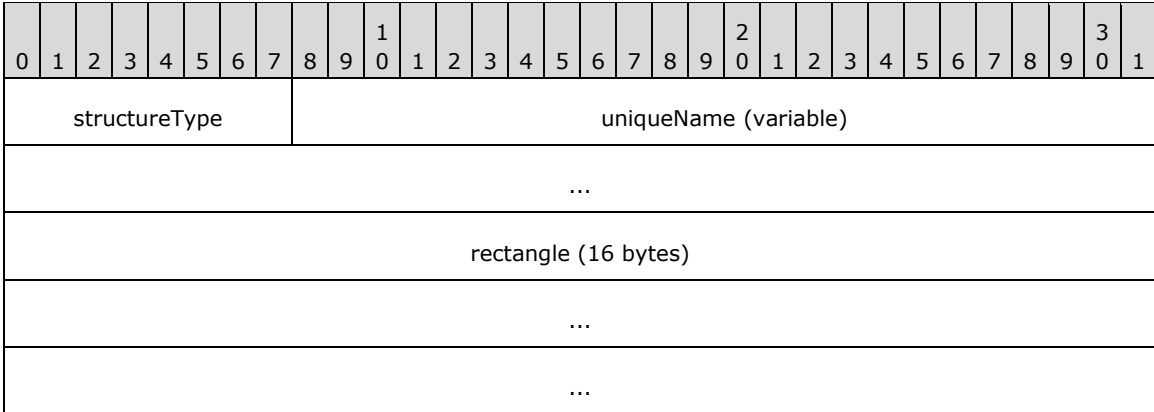 1 2 3
0 1 2 3 4 5 6 7 8 9 0 1 2 3 4 5 6 7 8 9 0 1 2 3 4 5 6 7 8 9 0 1
structureType uniqueName (variable)
...
rectangle (16 bytes)
...
...